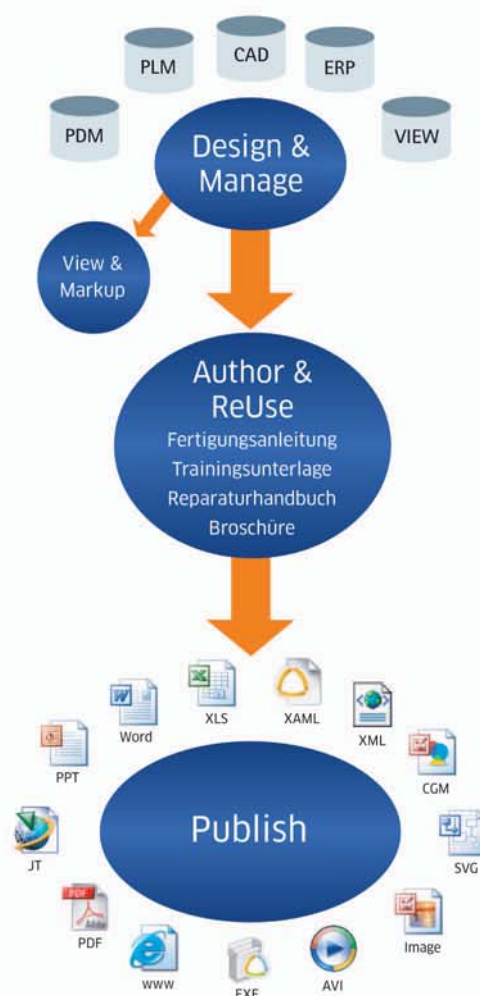 CAD
PLM
ERP
PDM
VIEW
Design &
Manage
View &
Markup
Author &
ReUse
Fertigungsanleitung
Trainingsunterlage
Reparaturhandbuch
Broschüre
XLS
XAML
Word
XML
PPT
CGM
Publish
JT
SVG
PDF
Image
www
EXE
AVI